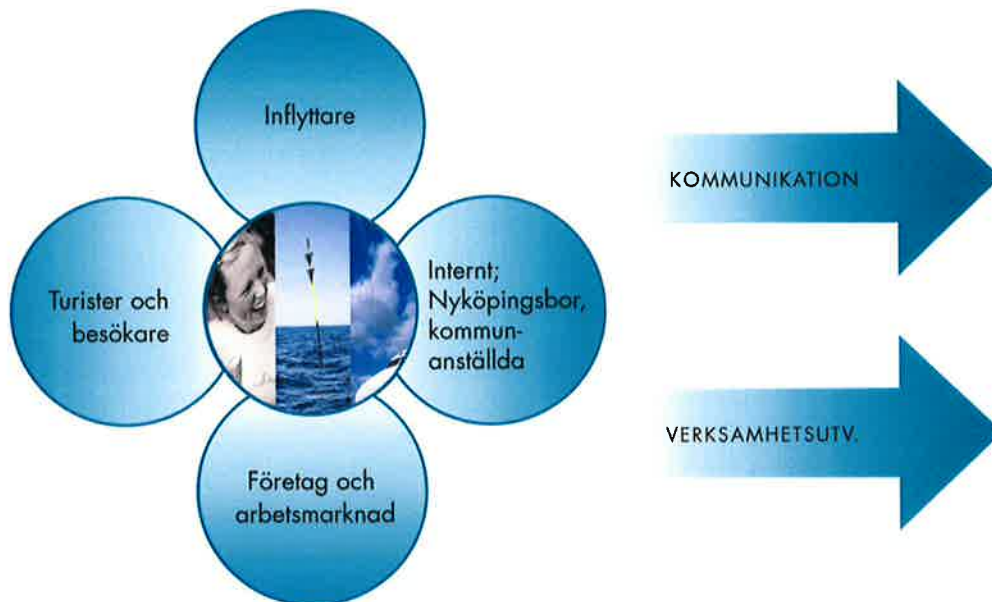 Inflyttare
Turister och
besökare
Internt;
Nyköpingsbor,
kommun-
anställda
Företag och
arbetsmarknad
KOMMUNIKATION
VERKSAMHETSUTV.